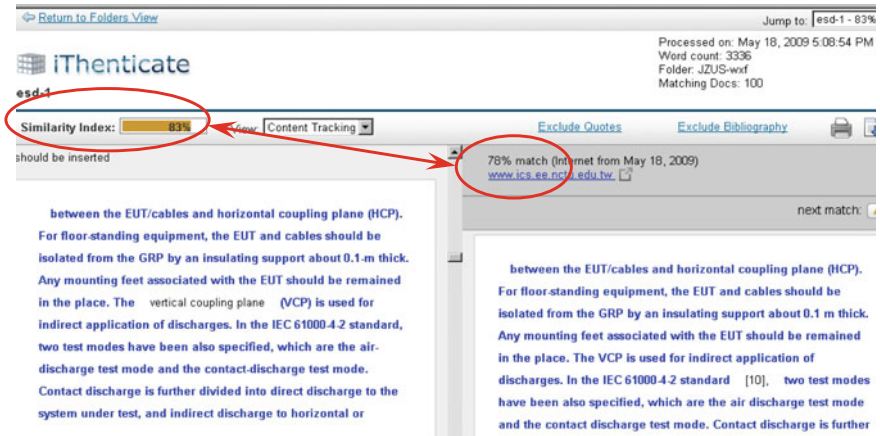 Return to Folders View
Jump to: esd-1 - 83%
iThenticate
esd-1
Processed on: May 18, 2009 5:08:54 PM
Word count: 3336
Folder: JZUS-wxf
Matching Docs: 100
Similarity Index: 83% View: Content Tracking
Exclude Quotes Exclude Bibliography
should be inserted
between the EUT/cables and horizontal coupling plane (HCP).
For floor-standing equipment, the EUT and cables should be
isolated from the GRP by an insulating support about 0.1-m thick.
Any mounting feet associated with the EUT should be remained
in the place. The vertical coupling plane (VCP) is used for
indirect application of discharges. In the IEC 61000-4-2 standard,
two test modes have been also specified, which are the air-
discharge test mode and the contact-discharge test mode.
Contact discharge is further divided into direct discharge to the
system under test, and indirect discharge to horizontal or
78% match (Internet from May 18, 2009)
www.ics.ee.nctu.edu.tw
next match:
between the EUT/cables and horizontal coupling plane (HCP).
For floor-standing equipment, the EUT and cables should be
isolated from the GRP by an insulating support about 0.1 m thick.
Any mounting feet associated with the EUT should be remained
in the place. The VCP is used for indirect application of
discharges. In the IEC 61000-4-2 standard [10], two test modes
have been also specified, which are the air discharge test mode
and the contact discharge test mode. Contact discharge is further